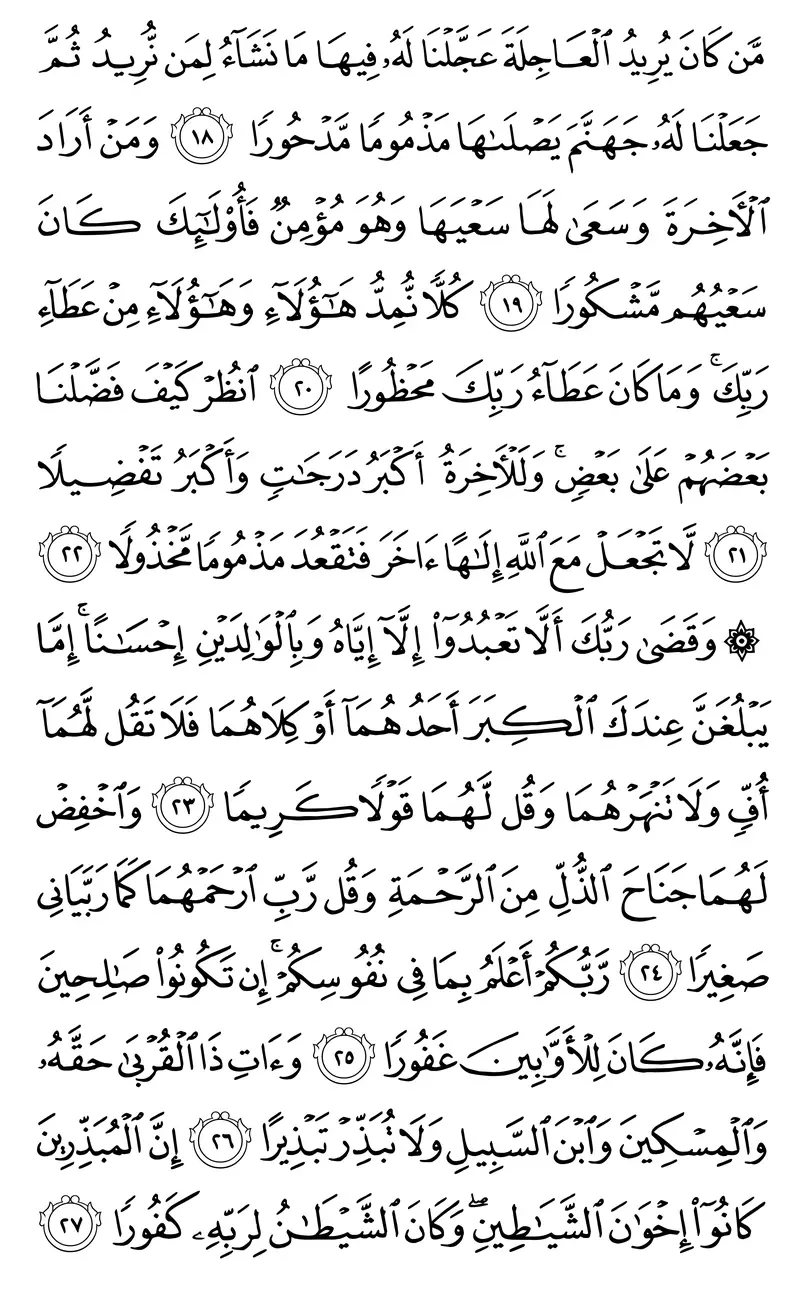 مَّن كَانَ يُرِيدُ ٱلْعَاجِلَةَ عَجَّلْنَا لَهُۥ فِيهَا مَا نَشَآءُ لِمَن نُّرِيدُ ثُمَّ
جَعَلْنَا لَهُۥ جَهَنَّمَ يَصْلَىٰهَا مَذْمُومًا مَّدْحُورًا ١٨ وَمَنْ أَرَادَ
ٱلْأَخِرَةَ وَسَعَىٰ لَهَا سَعْيَهَا وَهُوَ مُؤْمِنٌ فَأُو۟لَـٰٓئِكَ كَانَ
سَعْيُهُم مَّشْكُورًا ١٩ كُلًّا نُّمِدُّ هَـٰٓؤُلَآءِ وَهَـٰٓؤُلَآءِ مِنْ عَطَآءِ
رَبِّكَ ۚ وَمَا كَانَ عَطَآءُ رَبِّكَ مَحْظُورًا ٢٠ ٱنظُرْ كَيْفَ فَضَّلْنَا
بَعْضَهُمْ عَلَىٰ بَعْضٍ ۚ وَلَلْأَخِرَةُ أَكْبَرُ دَرَجَـٰتٍ وَأَكْبَرُ تَفْضِيلًا
٢١ لَّا تَجْعَلْ مَعَ ٱللَّهِ إِلَـٰهًا ءَاخَرَ فَتَقْعُدَ مَذْمُومًا مَّخْذُولًا ٢٢
۞ وَقَضَىٰ رَبُّكَ أَلَّا تَعْبُدُوٓا۟ إِلَّآ إِيَّاهُ وَبِٱلْوَٰلِدَيْنِ إِحْسَـٰنًا ۚ إِمَّا
يَبْلُغَنَّ عِندَكَ ٱلْكِبَرَ أَحَدُهُمَآ أَوْ كِلَاهُمَا فَلَا تَقُل لَّهُمَآ
أُفٍّ وَلَا تَنْهَرْهُمَا وَقُل لَّهُمَا قَوْلًا كَرِيمًا ٢٣ وَٱخْفِضْ
لَهُمَا جَنَاحَ ٱلذُّلِّ مِنَ ٱلرَّحْمَةِ وَقُل رَّبِّ ٱرْحَمْهُمَا كَمَا رَبَّيَانِى
صَغِيرًا ٢٤ رَّبُّكُمْ أَعْلَمُ بِمَا فِى نُفُوسِكُمْ ۚ إِن تَكُونُوا۟ صَـٰلِحِينَ
فَإِنَّهُۥ كَانَ لِلْأَوَّٰبِينَ غَفُورًا ٢٥ وَءَاتِ ذَا ٱلْقُرْبَىٰ حَقَّهُۥ
وَٱلْمِسْكِينَ وَٱبْنَ ٱلسَّبِيلِ وَلَا تُبَذِّرْ تَبْذِيرًا ٢٦ إِنَّ ٱلْمُبَذِّرِينَ
كَانُوٓا۟ إِخْوَٰنَ ٱلشَّيَـٰطِينِ ۖ وَكَانَ ٱلشَّيْطَـٰنُ لِرَبِّهِۦ كَفُورًا ٢٧